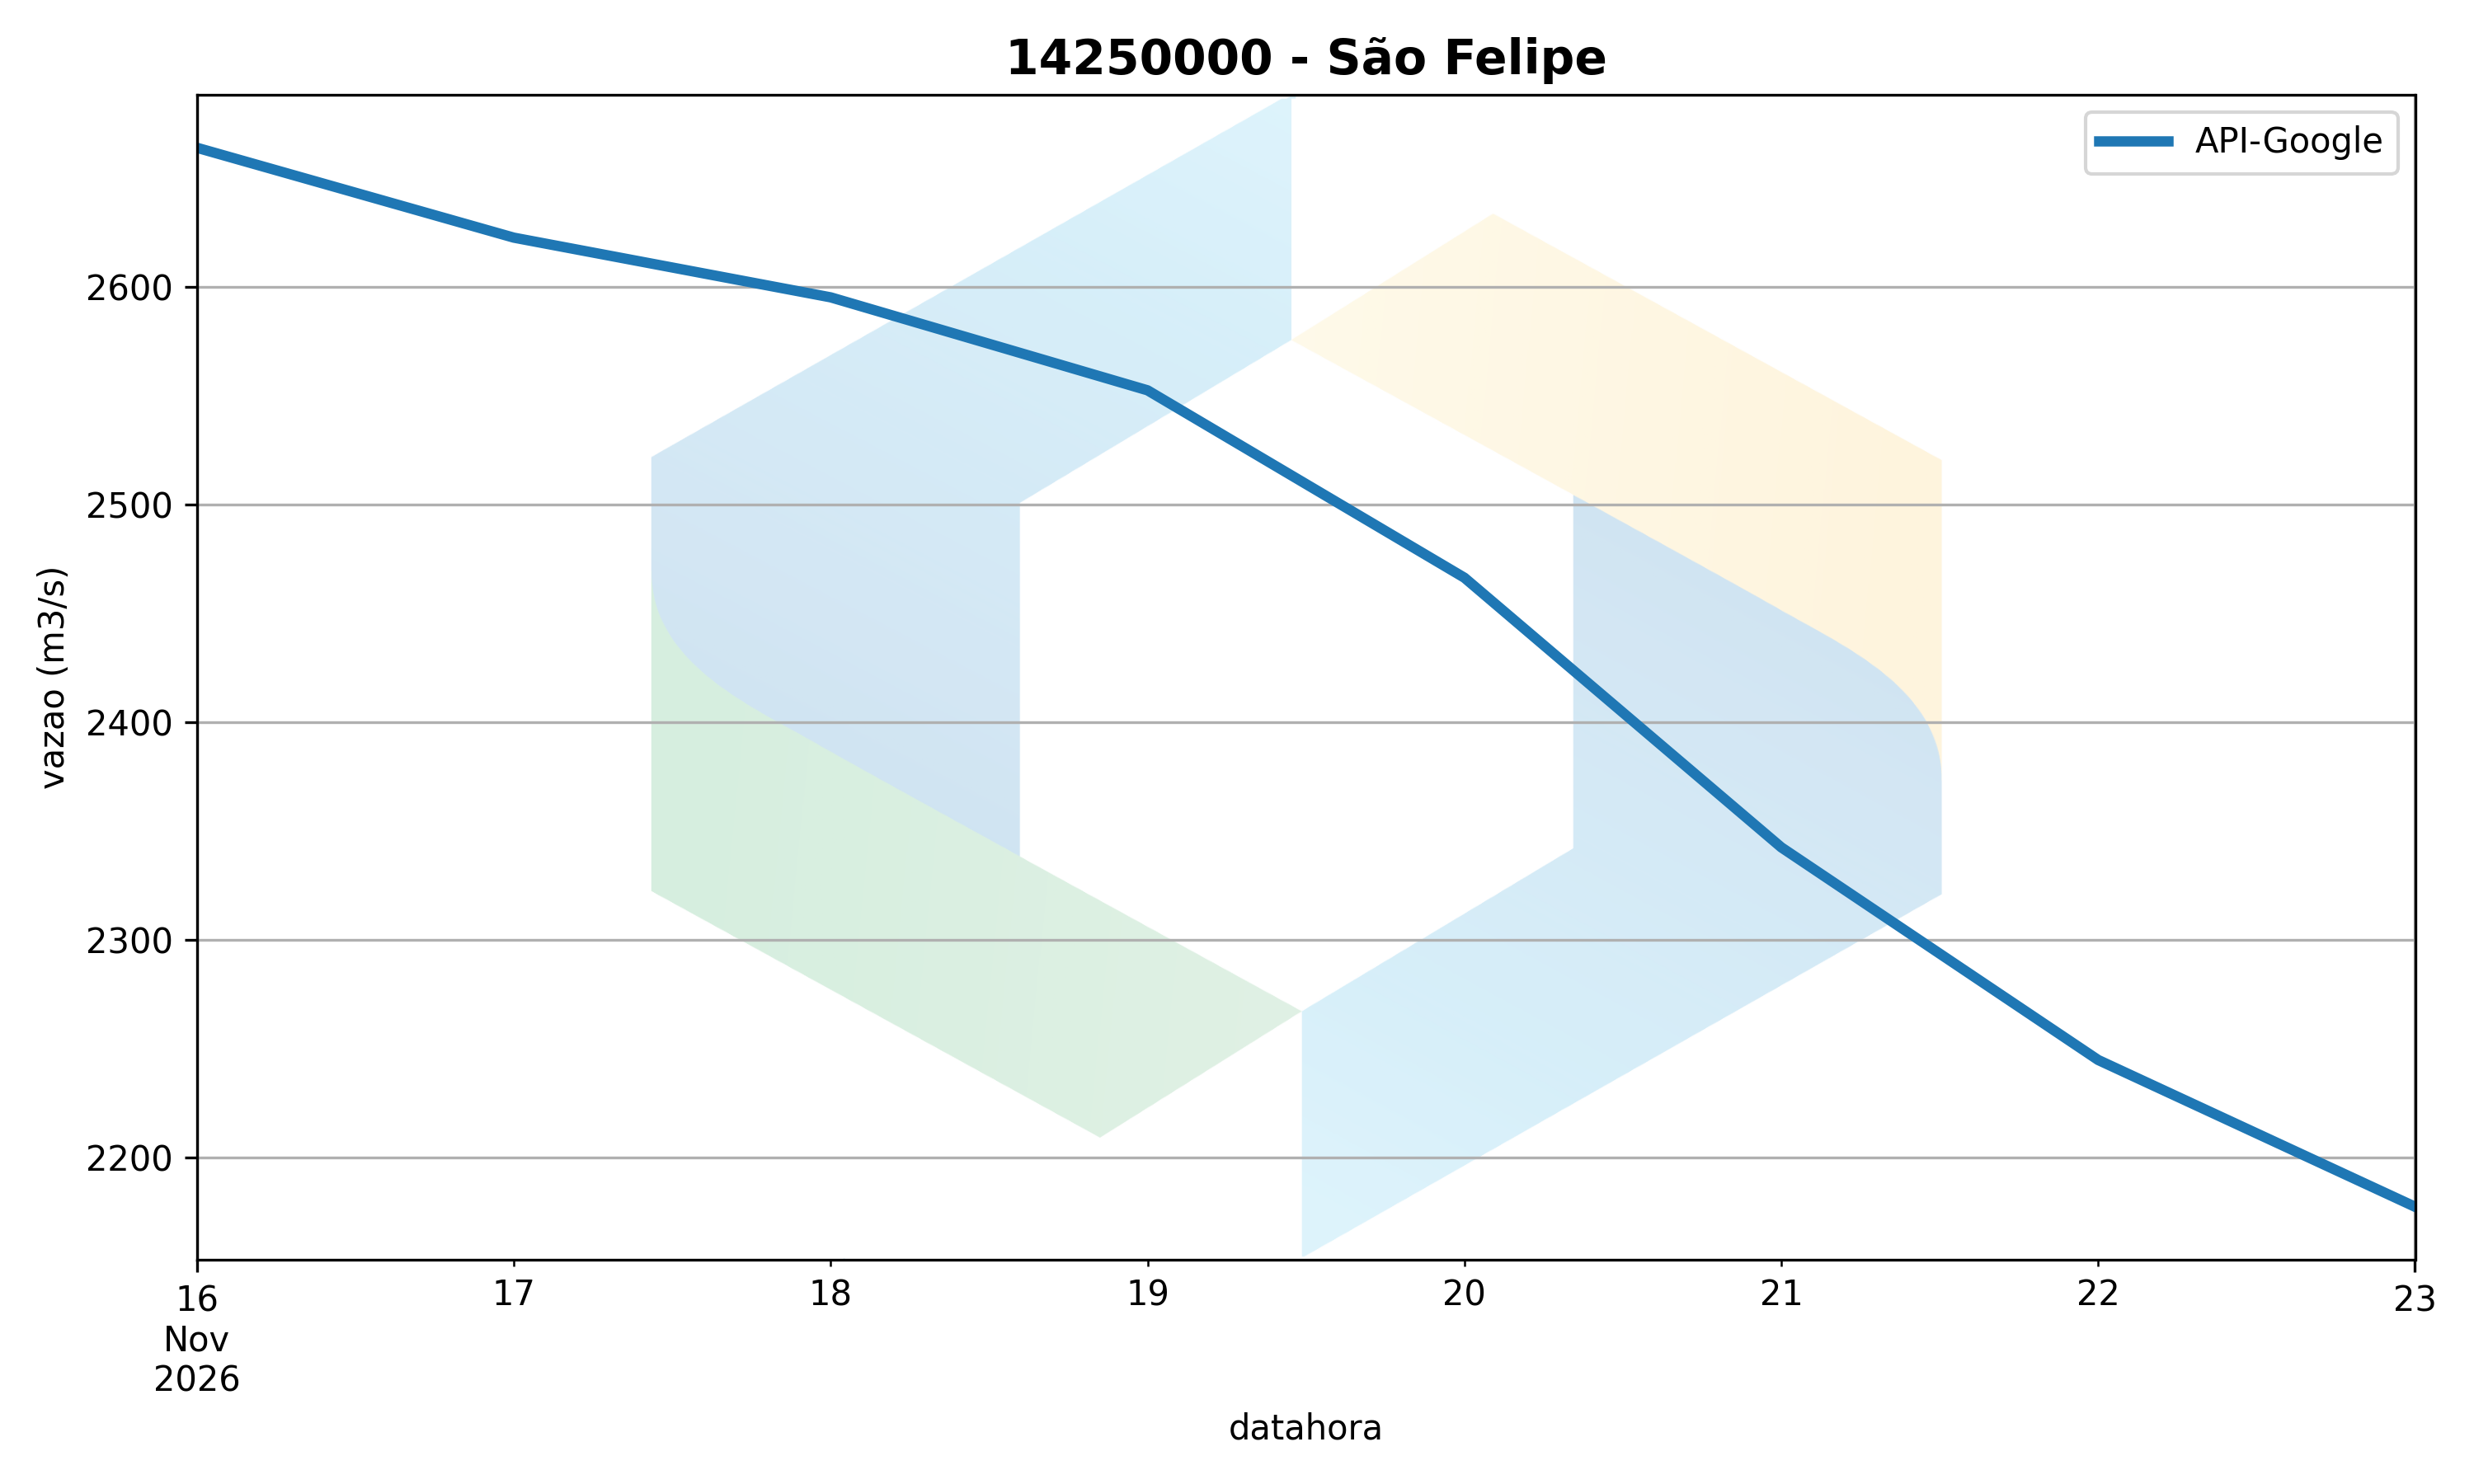 14250000 - São Felipe
API-Google
vazao (m3/s)
2600
2500
2400
2300
2200
16 17 18 19 20 21 22 23
Nov
2026
datahora